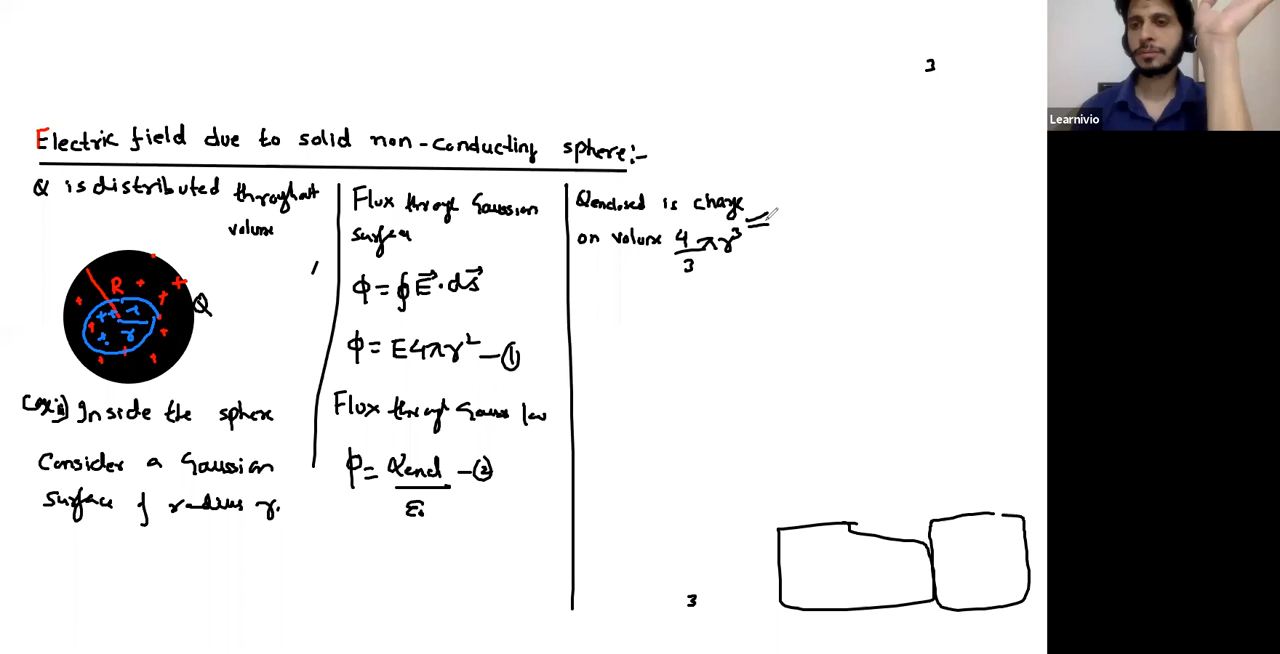 3
Learnivio
Electric field due to solid non-conducting sphere:-
Q is distributed throughout
volume
R
Q
r
Inside the sphere
Consider a Gaussian
surface of radius r.
Flux through Gaussian
surface
ϕ = ∮ E⃗ · ds⃗
ϕ = E4πr² — ①
Flux through Gauss law
ϕ = Qencl — ②
ε₀
Qenclosed is charge
on volume 4/3 πr³
3